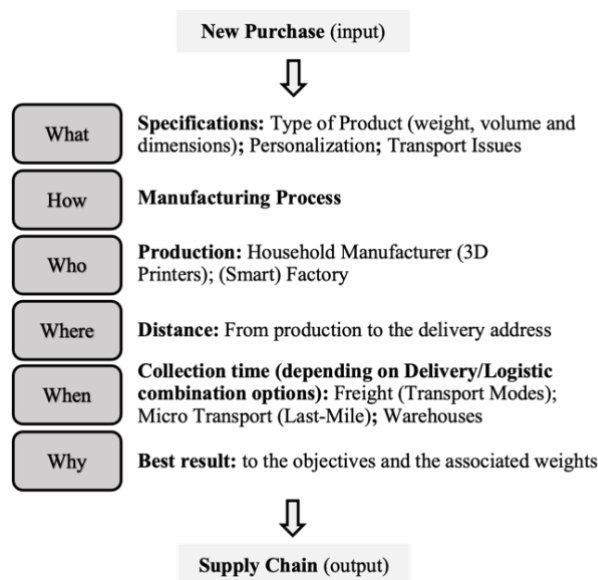 New Purchase (input)
What
Specifications: Type of Product (weight, volume and
dimensions); Personalization; Transport Issues
How
Manufacturing Process
Who
Production: Household Manufacturer (3D
Printers); (Smart) Factory
Where
Distance: From production to the delivery address
When
Collection time (depending on Delivery/Logistic
combination options): Freight (Transport Modes);
Micro Transport (Last-Mile); Warehouses
Why
Best result: to the objectives and the associated weights
Supply Chain (output)